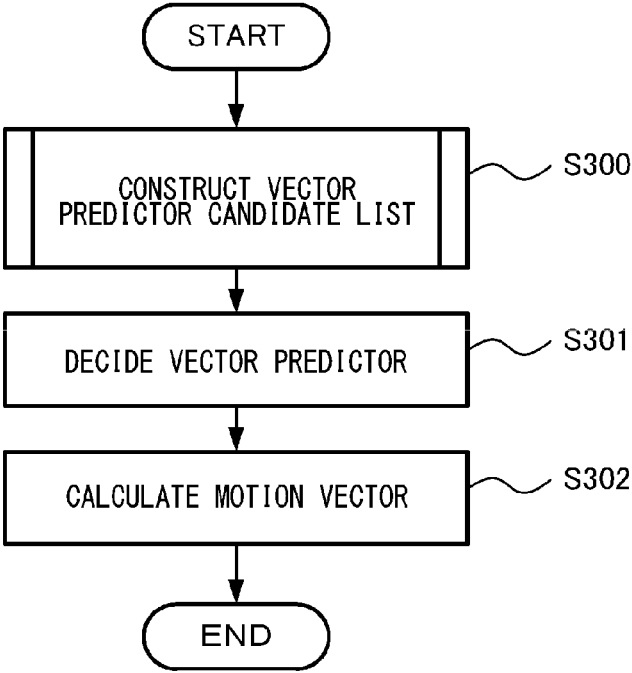 START
CONSTRUCT VECTOR
PREDICTOR CANDIDATE LIST
S300
DECIDE VECTOR PREDICTOR
S301
CALCULATE MOTION VECTOR
S302
END